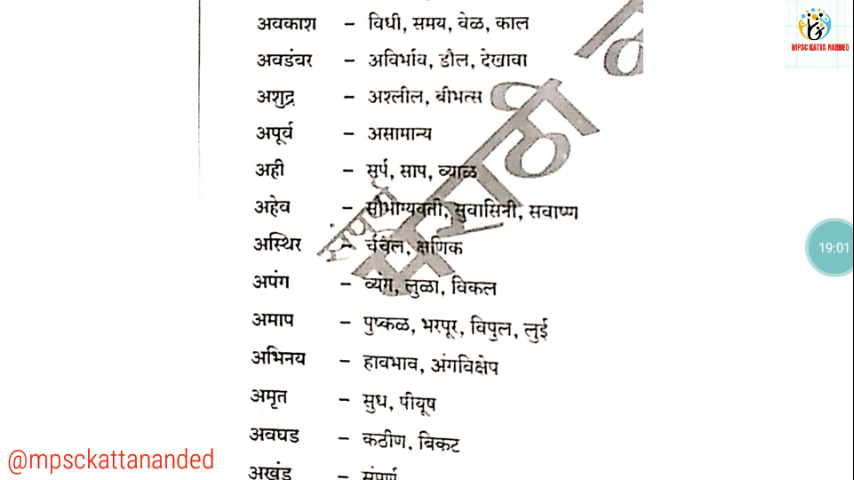 अवकाश – विधी, समय, वेळ, काल
अवडंबर – अविर्भाव, डौल, देखावा
अशुद्र – अश्लील, बीभत्स
अपूर्व – असामान्य
अही – सर्प, साप, व्याळ
अहेव – सौभाग्यवती, सुवासिनी, सवाष्ण
अस्थिर – चंचल, क्षणिक
अपंग – व्यंग, लुळा, विकल
अमाप – पुष्कळ, भरपूर, विपुल, लुई
अभिनय – हावभाव, अंगविक्षेप
अमृत – सुध, पीयूष
अवघड – कठीण, बिकट
अखंड – संपूर्ण
संपूर्ण
मराठी
MPSC KATTA NANDED
19:01
@mpsckattananded